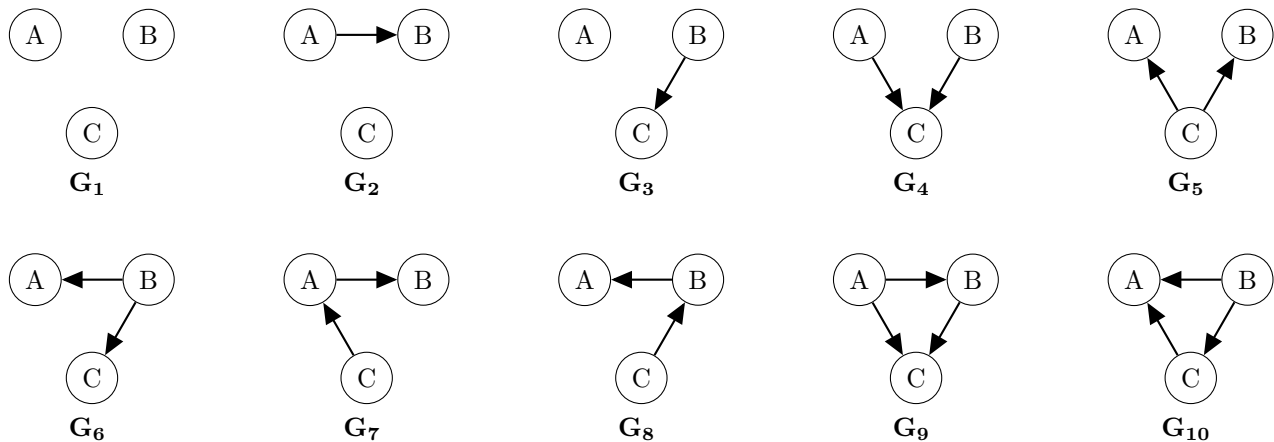 A B A B A B A B A B
C C C C C
G₁ G₂ G₃ G₄ G₅
A B A B A B A B A B
C C C C C
G₆ G₇ G₈ G₉ G₁₀